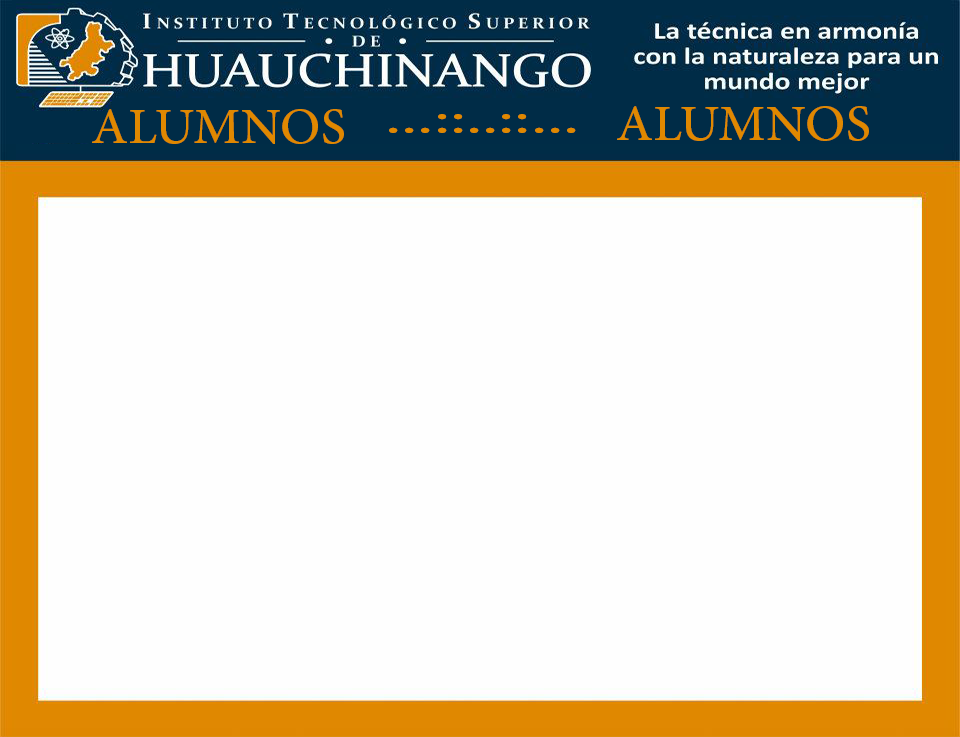 INSTITUTO TECNOLÓGICO SUPERIOR
• DE •
HUAUCHINANGO
La técnica en armonía
con la naturaleza para un
mundo mejor
ALUMNOS ...::..::... ALUMNOS